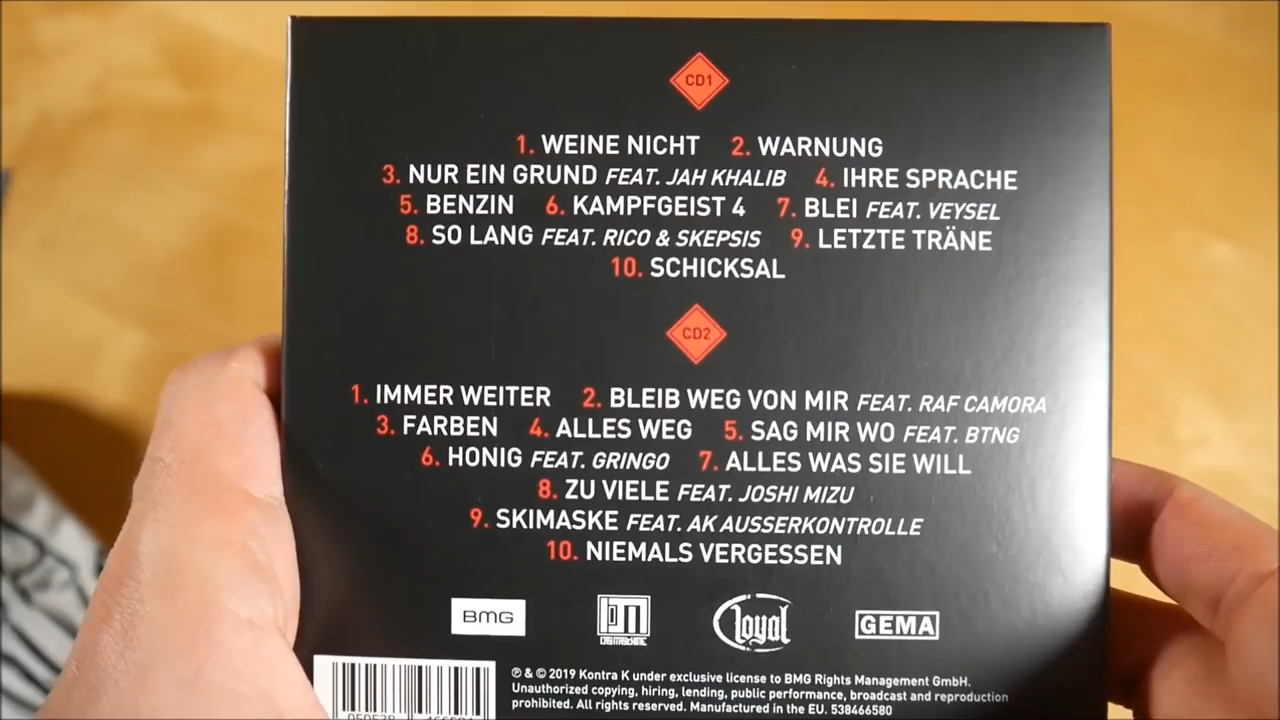 CD1
1. WEINE NICHT 2. WARNUNG
3. NUR EIN GRUND FEAT. JAH KHALIB 4. IHRE SPRACHE
5. BENZIN 6. KAMPFGEIST 4 7. BLEI FEAT. VEYSEL
8. SO LANG FEAT. RICO & SKEPSIS 9. LETZTE TRÄNE
10. SCHICKSAL
CD2
1. IMMER WEITER 2. BLEIB WEG VON MIR FEAT. RAF CAMORA
3. FARBEN 4. ALLES WEG 5. SAG MIR WO FEAT. BTNG
6. HONIG FEAT. GRINGO 7. ALLES WAS SIE WILL
8. ZU VIELE FEAT. JOSHI MIZU
9. SKIMASKE FEAT. AK AUSSERKONTROLLE
10. NIEMALS VERGESSEN
BMG Loyal GEMA
℗ & © 2019 Kontra K under exclusive license to BMG Rights Management GmbH.
Unauthorized copying, hiring, lending, public performance, broadcast and reproduction
prohibited. All rights reserved. Manufactured in the EU. 538466580